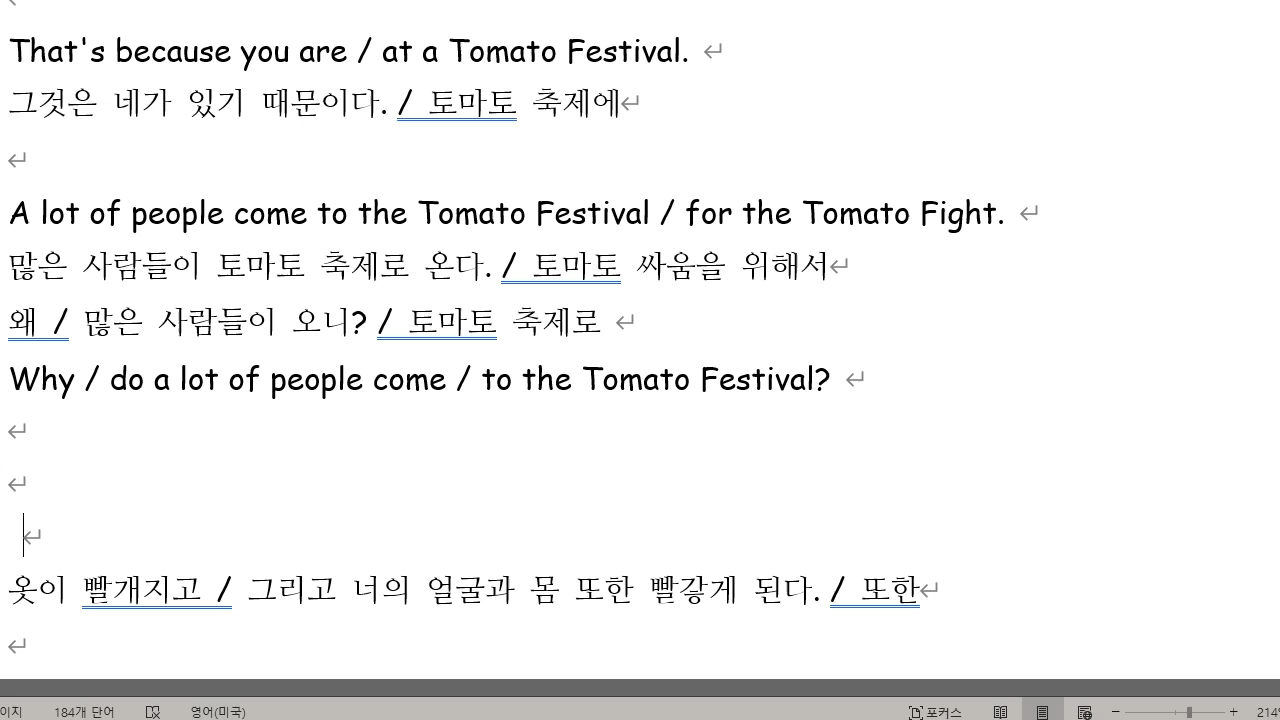 That's because you are / at a Tomato Festival.
그것은 네가 있기 때문이다. / 토마토 축제에
A lot of people come to the Tomato Festival / for the Tomato Fight.
많은 사람들이 토마토 축제로 온다. / 토마토 싸움을 위해서
왜 / 많은 사람들이 오니? / 토마토 축제로
Why / do a lot of people come / to the Tomato Festival?
옷이 빨개지고 / 그리고 너의 얼굴과 몸 또한 빨갛게 된다. / 또한
이지 184개 단어 영어(미국) 포커스 214%